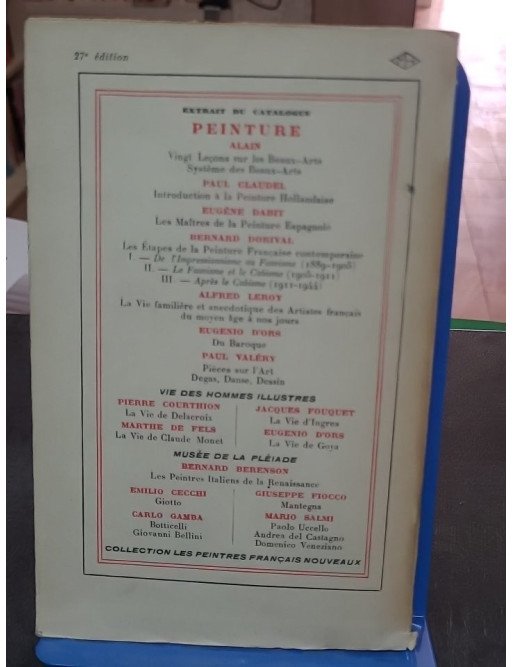 27e édition
EXTRAIT DU CATALOGUE
PEINTURE
ALAIN
Vingt Leçons sur les Beaux-Arts
Système des Beaux-Arts
PAUL CLAUDEL
Introduction à la Peinture Hollandaise
EUGÈNE DABIT
Les Maîtres de la Peinture Espagnole
BERNARD DORIVAL
Les Étapes de la Peinture Française contemporaine
I. — De l'Impressionnisme au Fauvisme (1889-1905)
II. — Le Fauvisme et le Cubisme (1905-1911)
III. — Après le Cubisme (1911-1944)
ALFRED LEROY
La Vie familière et anecdotique des Artistes français
du moyen âge à nos jours
EUGENIO D'ORS
Du Baroque
PAUL VALÉRY
Pièces sur l'Art
Degas, Danse, Dessin
VIE DES HOMMES ILLUSTRES
PIERRE COURTHION
La Vie de Delacroix
MARTHE DE FELS
La Vie de Claude Monet
JACQUES FOUQUET
La Vie d'Ingres
EUGENIO D'ORS
La Vie de Goya
MUSÉE DE LA PLÉIADE
BERNARD BERENSON
Les Peintres Italiens de la Renaissance
EMILIO CECCHI
Giotto
CARLO GAMBA
Botticelli
Giovanni Bellini
GIUSEPPE FIOCCO
Mantegna
MARIO SALMI
Paolo Uccello
Andrea del Castagno
Domenico Veneziano
COLLECTION LES PEINTRES FRANÇAIS NOUVEAUX